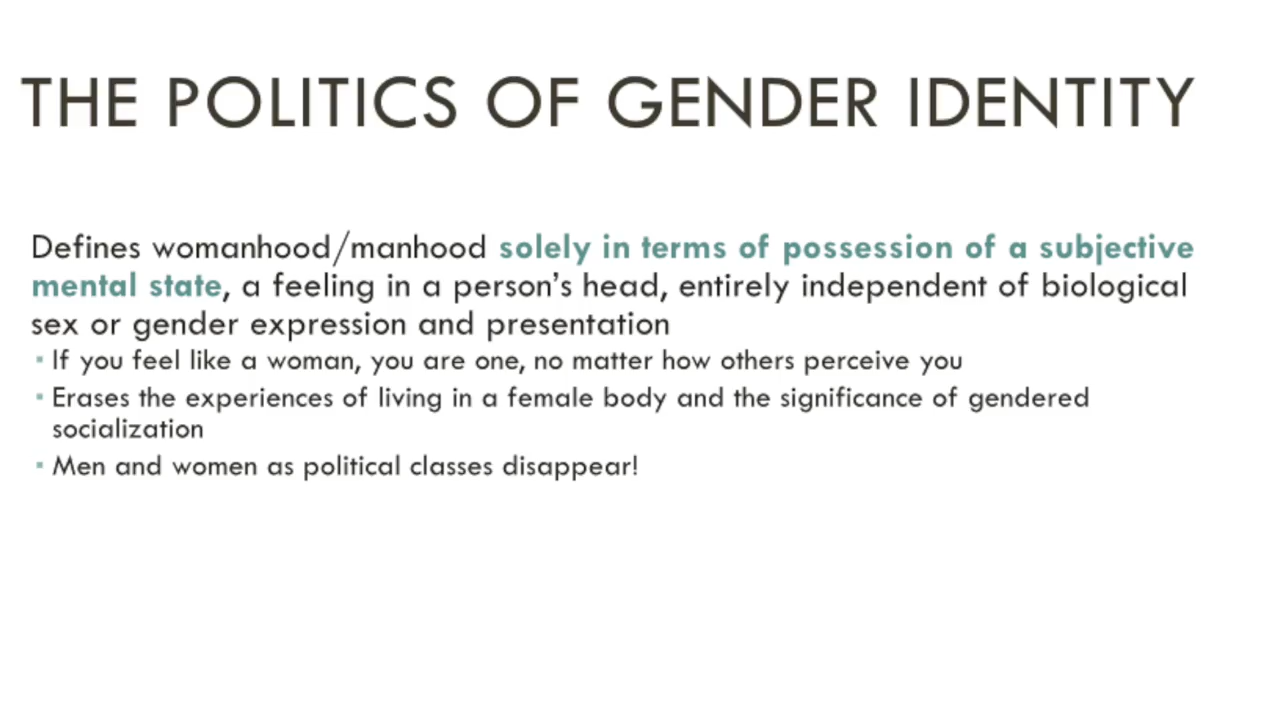 THE POLITICS OF GENDER IDENTITY
Defines womanhood/manhood solely in terms of possession of a subjective
mental state, a feeling in a person’s head, entirely independent of biological
sex or gender expression and presentation
▪ If you feel like a woman, you are one, no matter how others perceive you
▪ Erases the experiences of living in a female body and the significance of gendered
socialization
▪ Men and women as political classes disappear!